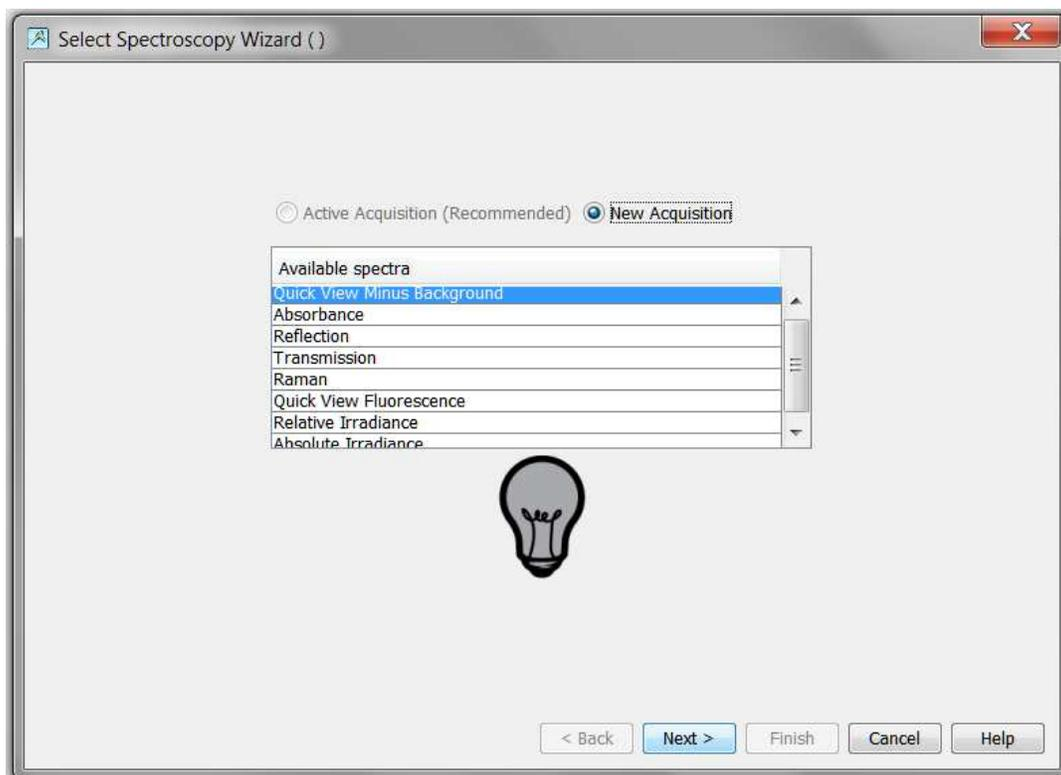 Select Spectroscopy Wizard ( )
Active Acquisition (Recommended) New Acquisition
Available spectra
Quick View Minus Background
Absorbance
Reflection
Transmission
Raman
Quick View Fluorescence
Relative Irradiance
Absolute Irradiance
< Back Next > Finish Cancel Help